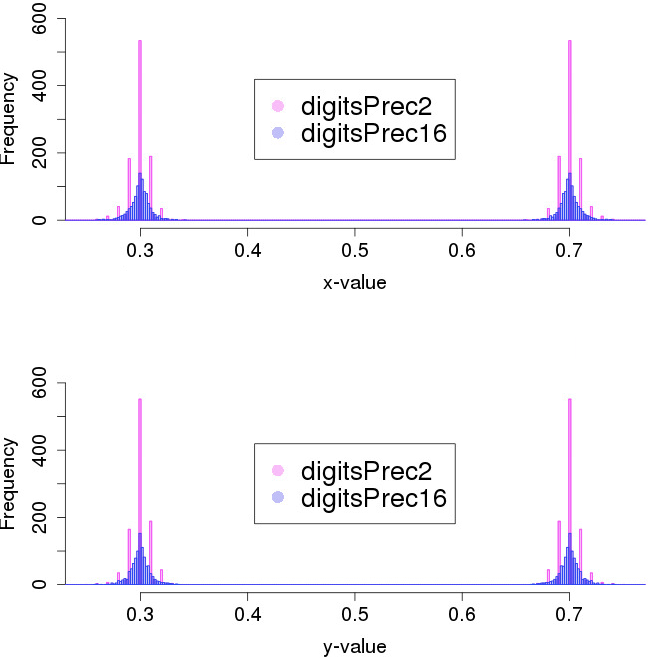 600
400
200
0
Frequency
digitsPrec2
digitsPrec16
0.3 0.4 0.5 0.6 0.7
x-value
600
400
200
0
Frequency
digitsPrec2
digitsPrec16
0.3 0.4 0.5 0.6 0.7
y-value